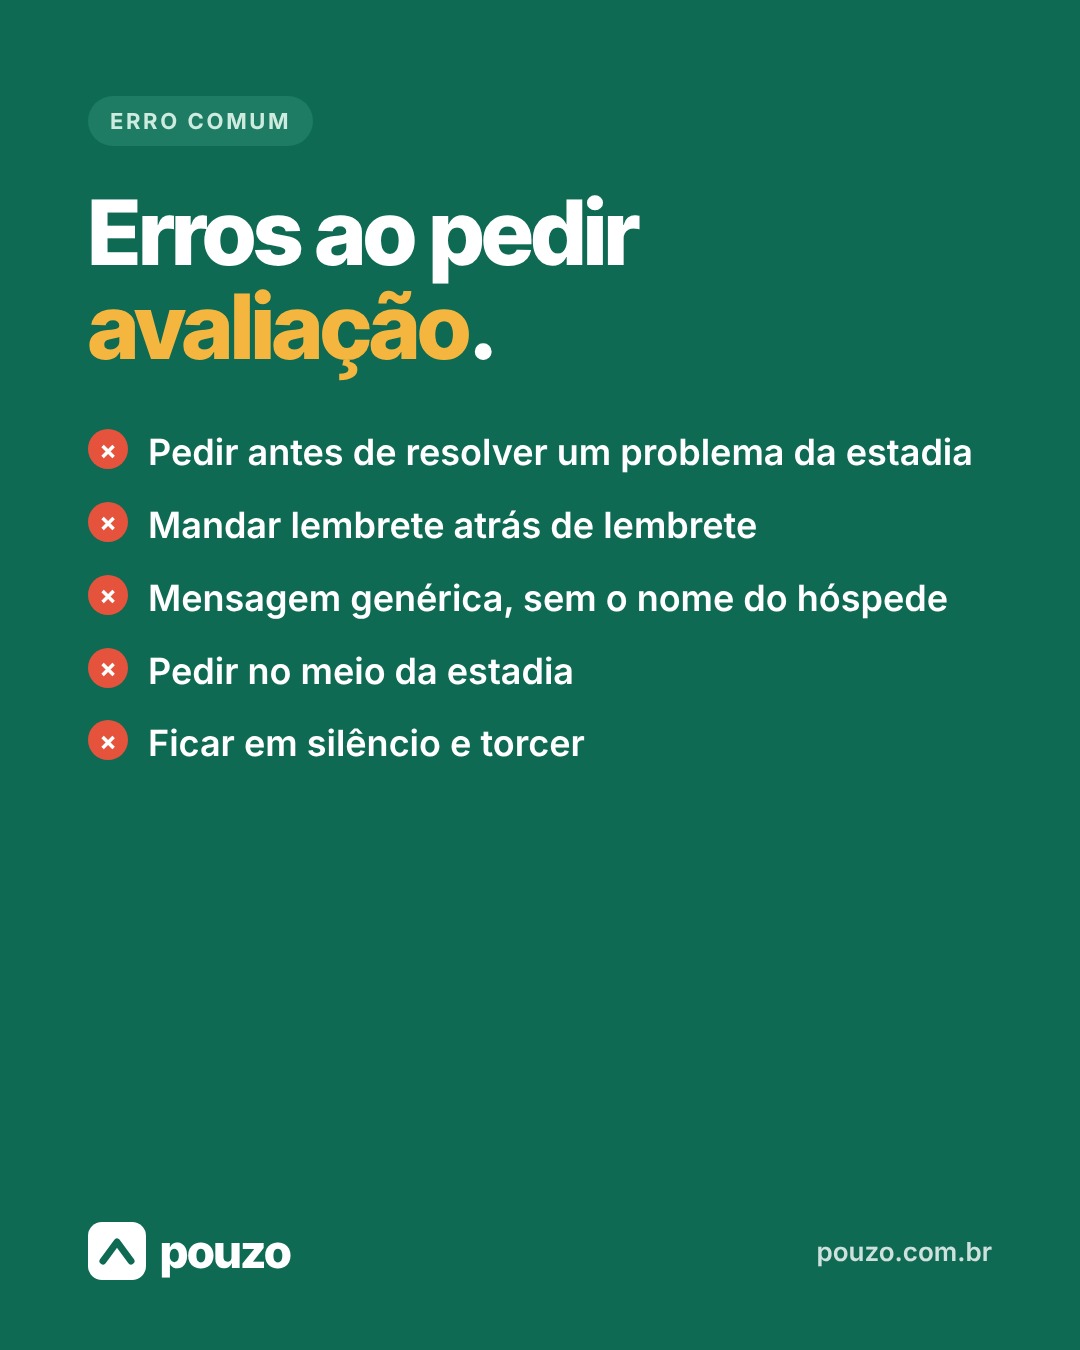 ERRO COMUM
Erros ao pedir
avaliação.
Pedir antes de resolver um problema da estadia
Mandar lembrete atrás de lembrete
Mensagem genérica, sem o nome do hóspede
Pedir no meio da estadia
Ficar em silêncio e torcer
pouzo
pouzo.com.br